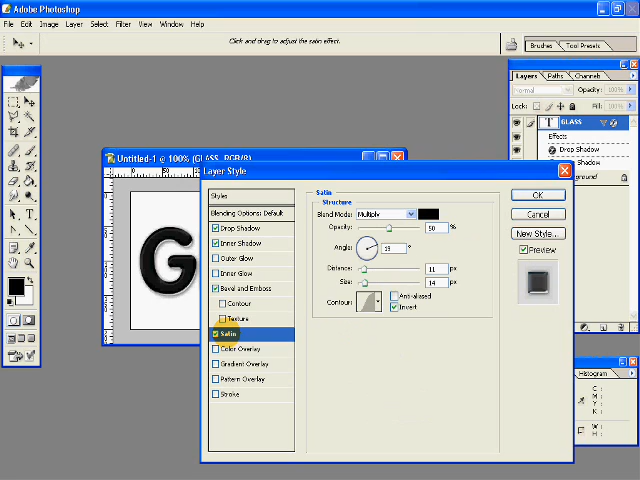 Adobe Photoshop
File Edit Image Layer Select Filter View Window Help
Click and drag to adjust the satin effect.
Brushes Tool Presets
Layers Paths Channels
Normal Opacity: 100%
Lock: Fill: 100%
T GLASS
Effects
Drop Shadow
Shadow
Untitled-1 @ 100% (GLASS, RGB/8)
0 50
G
Layer Style
Styles
Blending Options: Default
Drop Shadow
Inner Shadow
Outer Glow
Inner Glow
Bevel and Emboss
Contour
Texture
Satin
Color Overlay
Gradient Overlay
Pattern Overlay
Stroke
Satin
Structure
Blend Mode: Multiply
Opacity: 50 %
Angle: 19 °
Distance: 11 px
Size: 14 px
Contour: Anti-aliased
Invert
OK
Cancel
New Style...
Preview
Histogram
C :
M :
Y :
K :
W :
H :